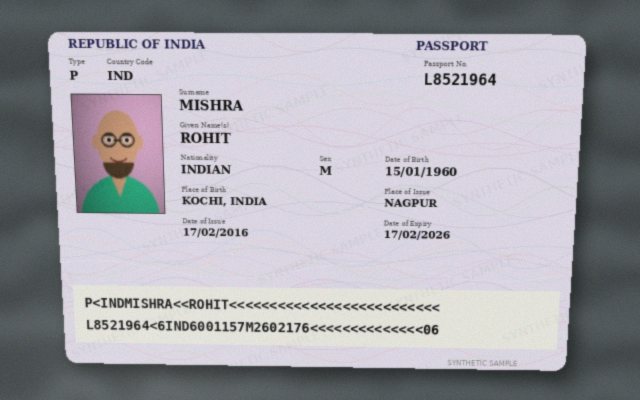 REPUBLIC OF INDIA PASSPORT
Type Country Code Passport No
P IND L8521964
Surname
MISHRA
Given Name(s)
ROHIT
Nationality Sex Date of Birth
INDIAN M 15/01/1960
Place of Birth Place of Issue
KOCHI, INDIA NAGPUR
Date of Issue Date of Expiry
17/02/2016 17/02/2026
P<INDMISHRA<<ROHIT<<<<<<<<<<<<<<<<<<<<<<<<<<
L8521964<6IND6001157M2602176<<<<<<<<<<<<<<06
SYNTHETIC SAMPLE